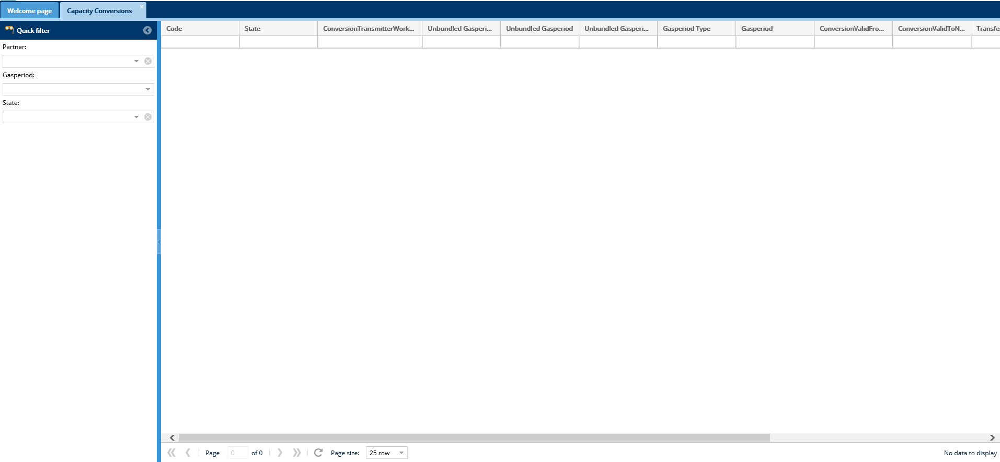 Welcome page
Capacity Conversions
Quick filter
Partner:
Gasperiod:
State:
Code State ConversionTransmitterWork... Unbundled Gasperi... Unbundled Gasperiod Unbundled Gasperi... Gasperiod Type Gasperiod ConversionValidFro... ConversionValidToN... Transfe
Page 0 of 0 Page size: 25 row No data to display